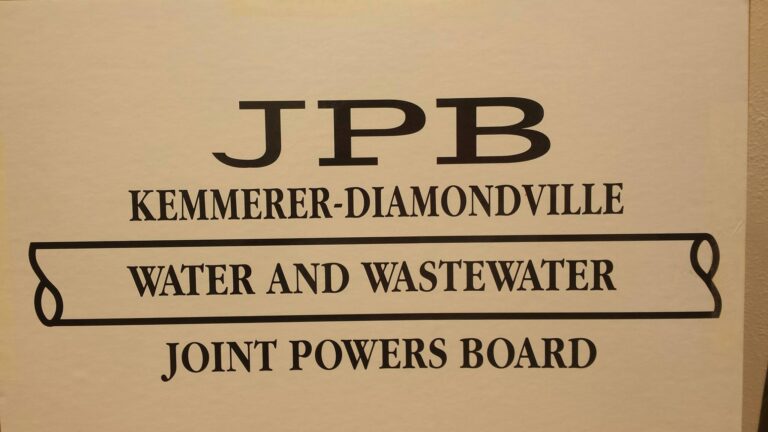 JPB
KEMMERER-DIAMONDVILLE
WATER AND WASTEWATER
JOINT POWERS BOARD